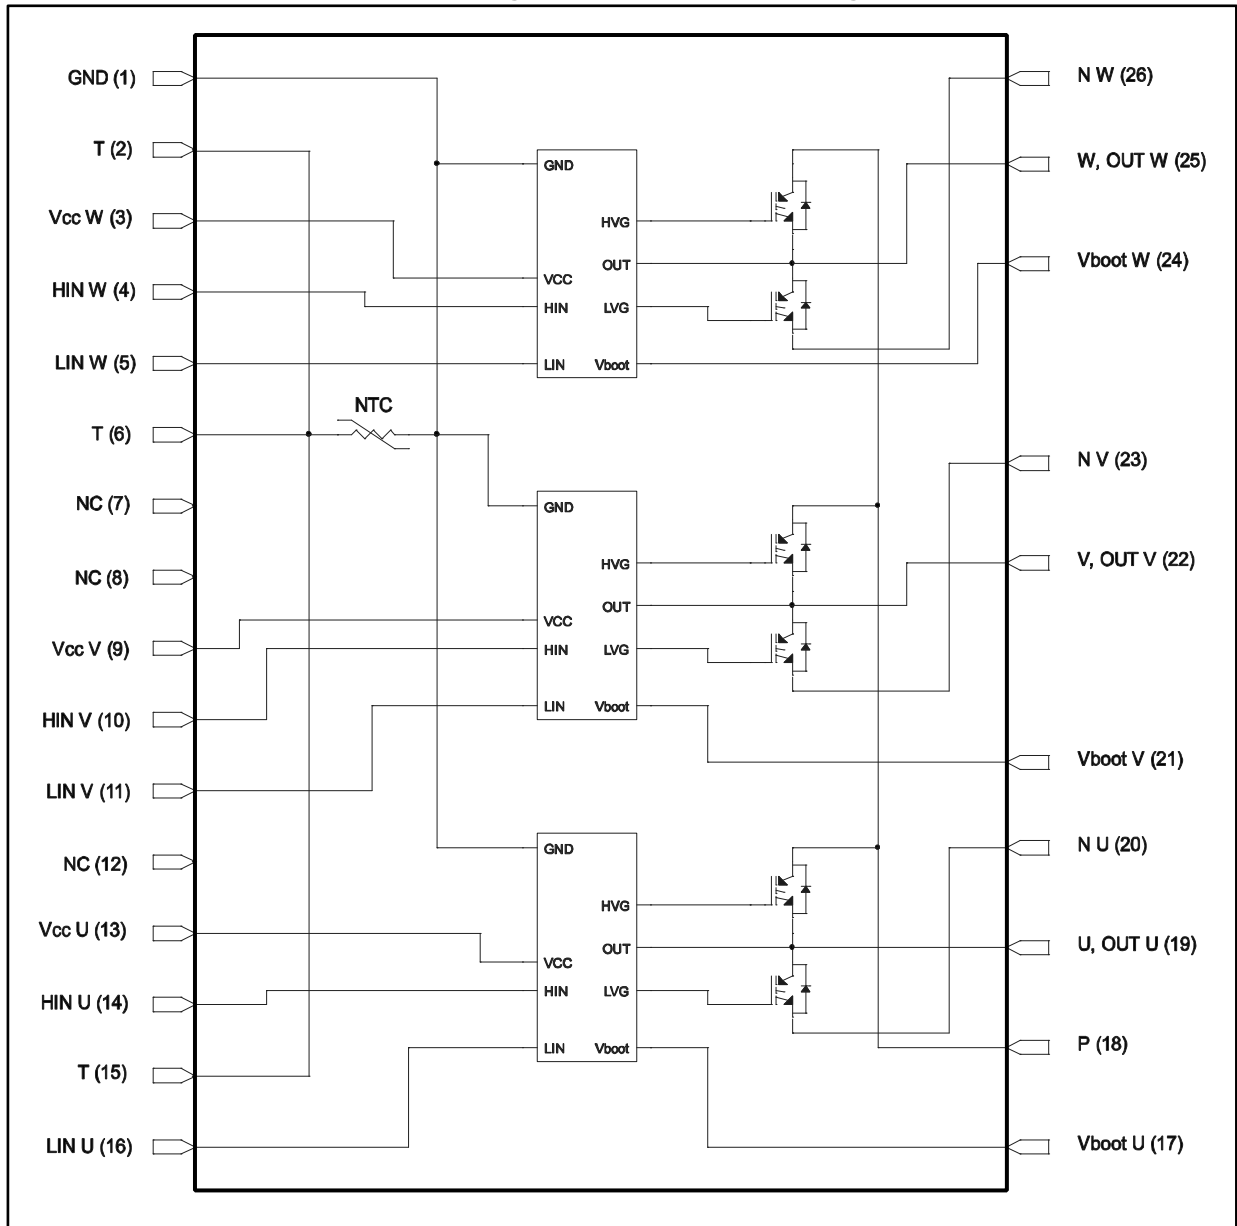 GND (1)
T (2)
Vcc W (3)
HIN W (4)
LIN W (5)
T (6)
NC (7)
NC (8)
Vcc V (9)
HIN V (10)
LIN V (11)
NC (12)
Vcc U (13)
HIN U (14)
T (15)
LIN U (16)
NTC
GND
HVG
OUT
VCC
HIN LVG
LIN Vboot
GND
HVG
OUT
VCC
HIN LVG
LIN Vboot
GND
HVG
OUT
VCC
HIN LVG
LIN Vboot
N W (26)
W, OUT W (25)
Vboot W (24)
N V (23)
V, OUT V (22)
Vboot V (21)
N U (20)
U, OUT U (19)
P (18)
Vboot U (17)